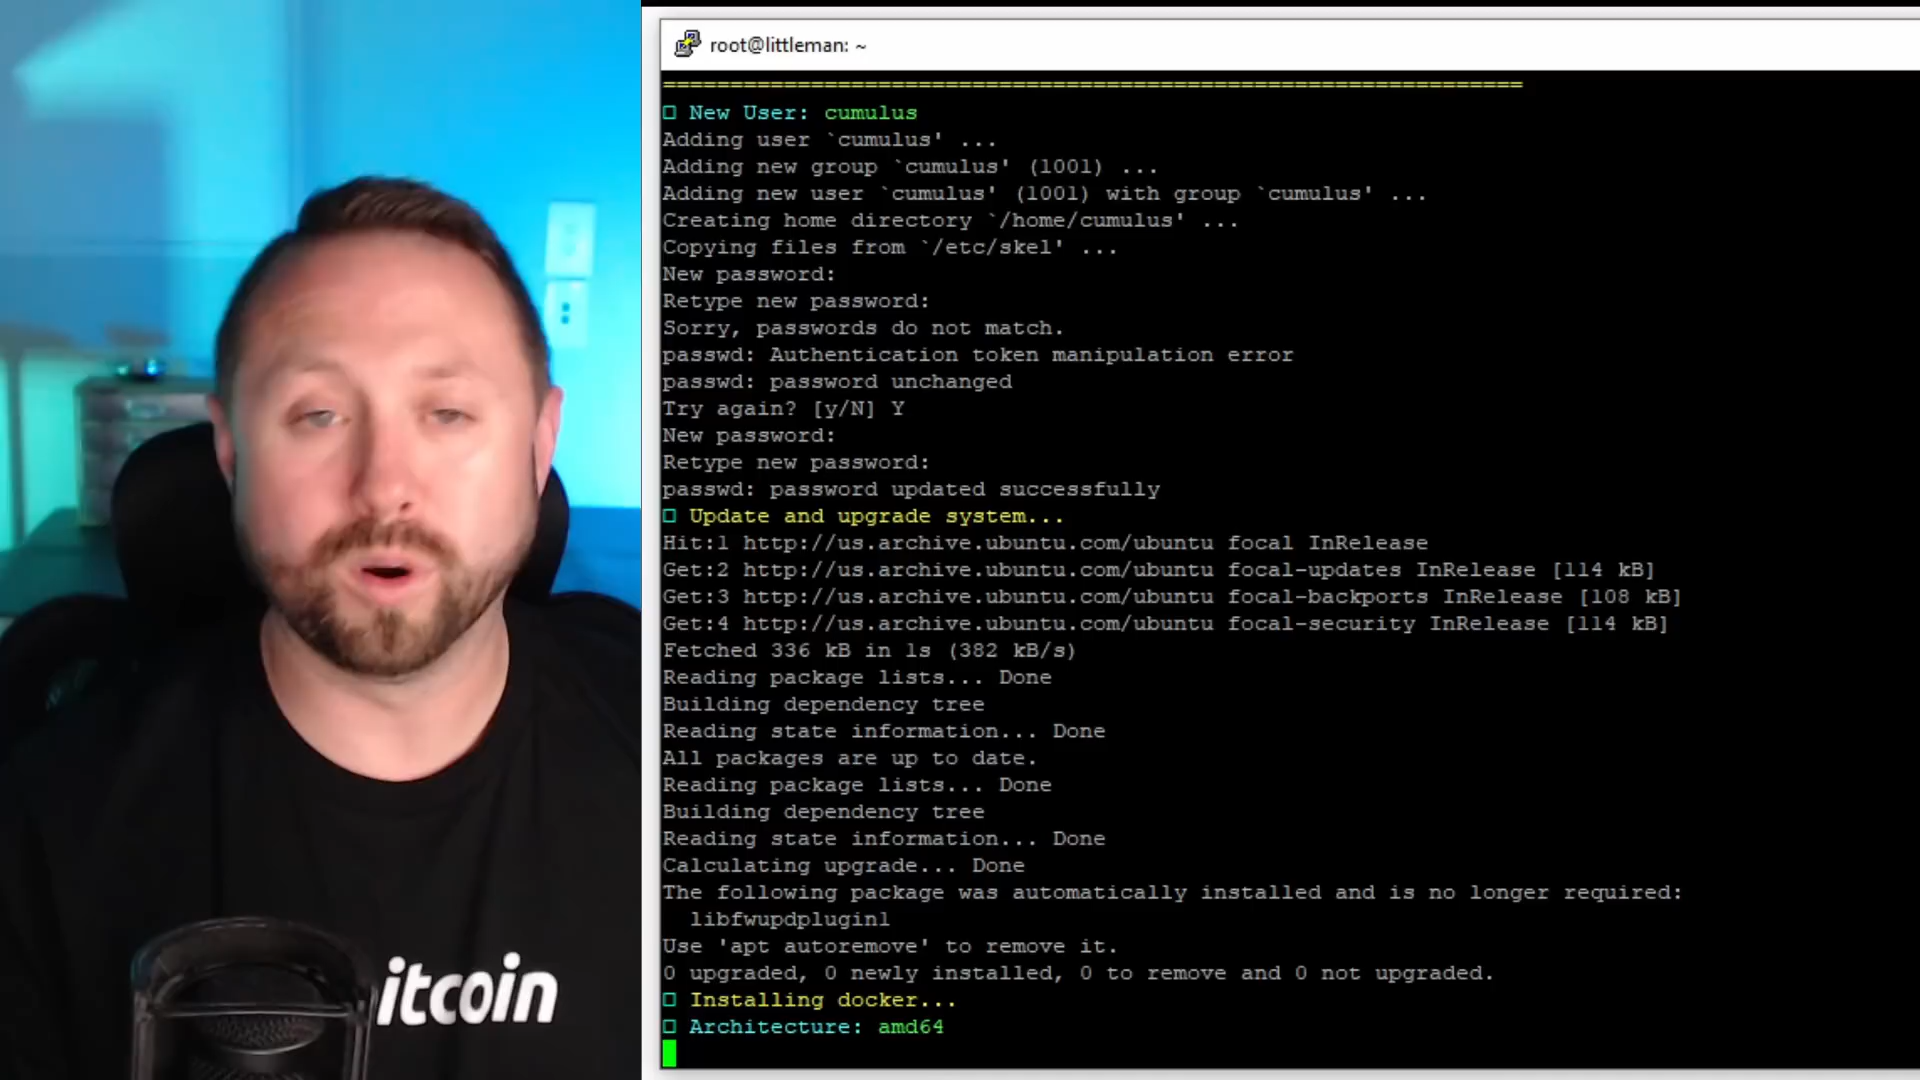 root@littleman: ~
================================================================
□ New User: cumulus
Adding user `cumulus' ...
Adding new group `cumulus' (1001) ...
Adding new user `cumulus' (1001) with group `cumulus' ...
Creating home directory `/home/cumulus' ...
Copying files from `/etc/skel' ...
New password:
Retype new password:
Sorry, passwords do not match.
passwd: Authentication token manipulation error
passwd: password unchanged
Try again? [y/N] Y
New password:
Retype new password:
passwd: password updated successfully
□ Update and upgrade system...
Hit:1 http://us.archive.ubuntu.com/ubuntu focal InRelease
Get:2 http://us.archive.ubuntu.com/ubuntu focal-updates InRelease [114 kB]
Get:3 http://us.archive.ubuntu.com/ubuntu focal-backports InRelease [108 kB]
Get:4 http://us.archive.ubuntu.com/ubuntu focal-security InRelease [114 kB]
Fetched 336 kB in 1s (382 kB/s)
Reading package lists... Done
Building dependency tree
Reading state information... Done
All packages are up to date.
Reading package lists... Done
Building dependency tree
Reading state information... Done
Calculating upgrade... Done
The following package was automatically installed and is no longer required:
libfwupdplugin1
Use 'apt autoremove' to remove it.
0 upgraded, 0 newly installed, 0 to remove and 0 not upgraded.
□ Installing docker...
□ Architecture: amd64
itcoin